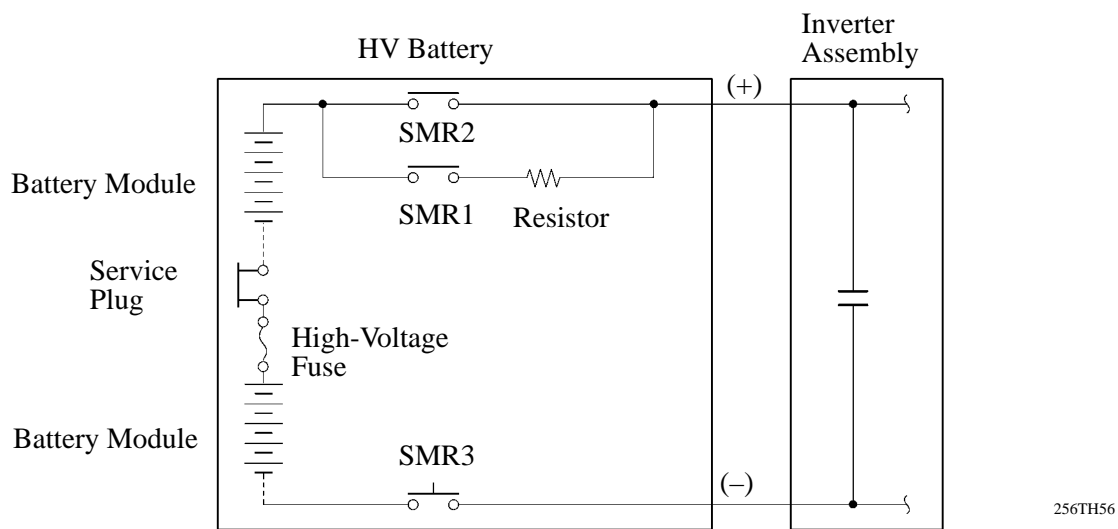 Inverter
Assembly
HV Battery
(+)
SMR2
Battery Module
SMR1
Resistor
Service
Plug
High-Voltage
Fuse
Battery Module
SMR3
(–)
256TH56